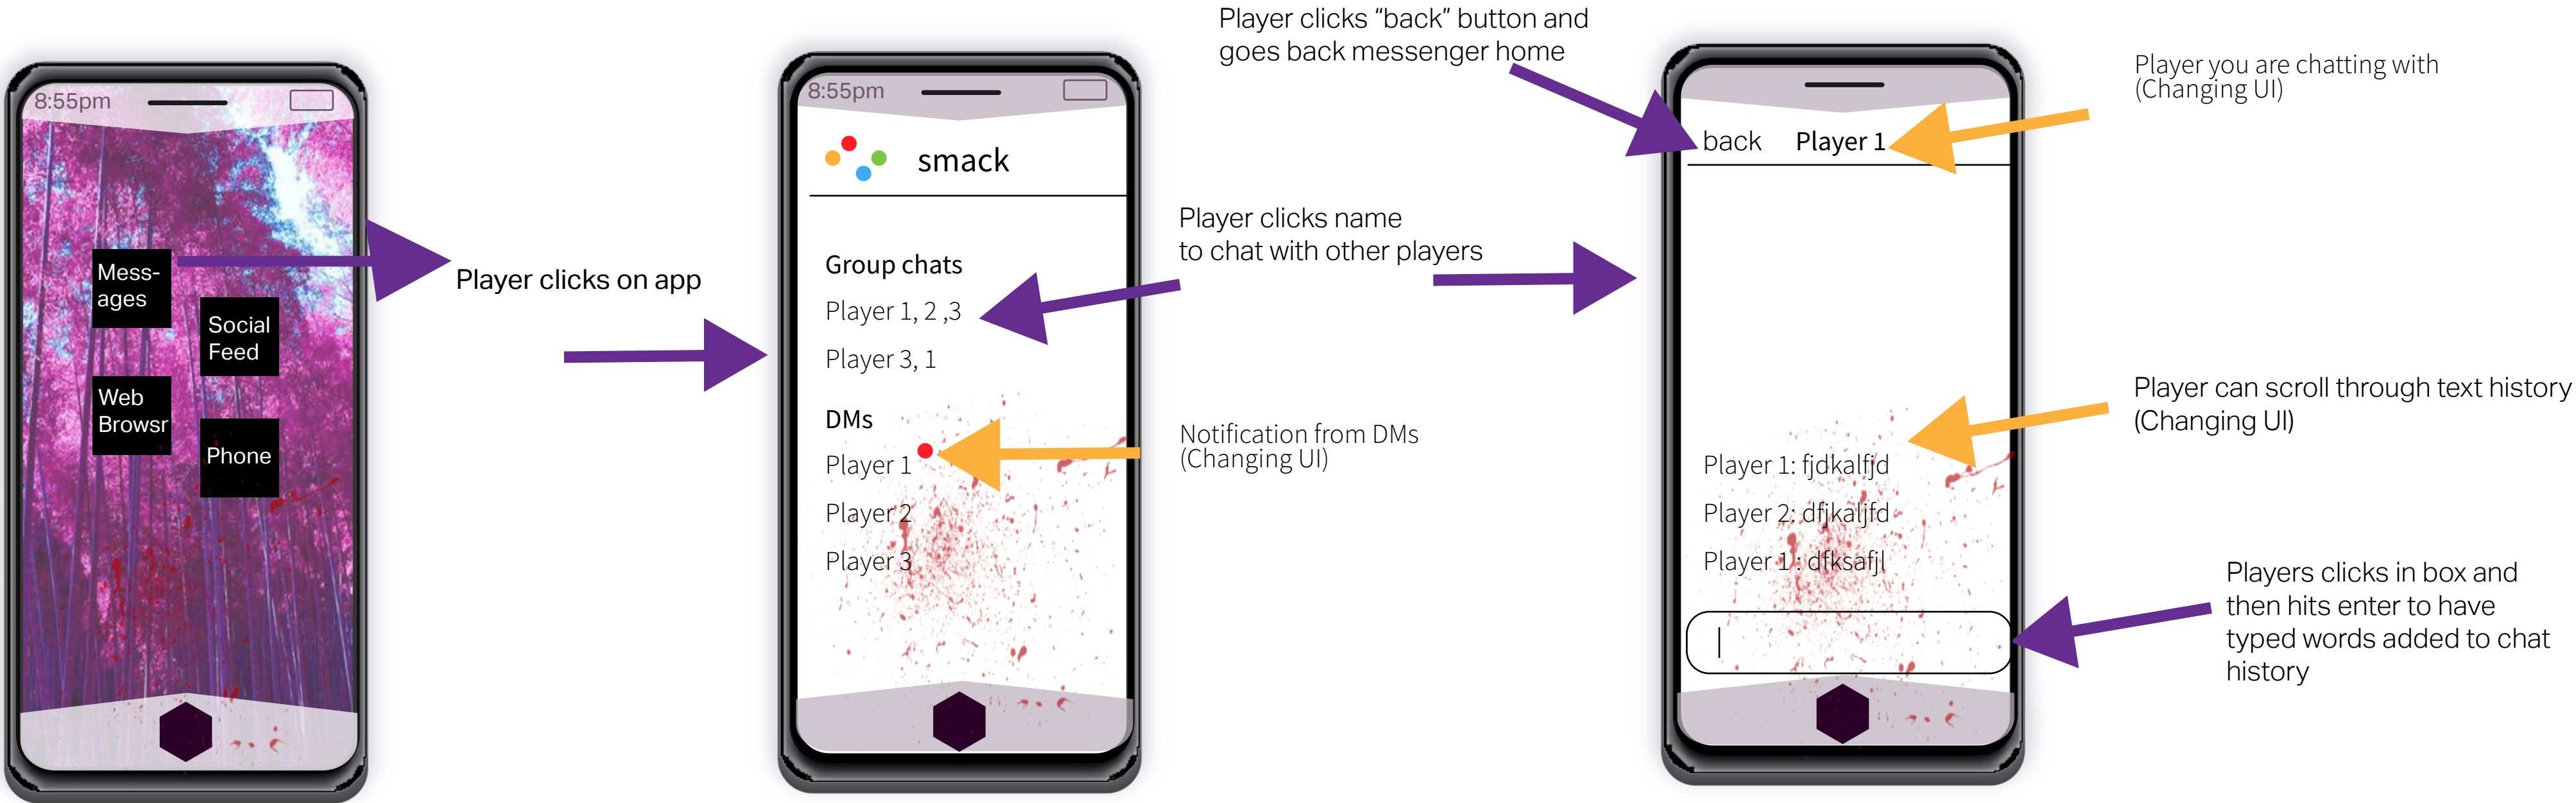 8:55pm
Mess-
ages
Social
Feed
Web
Browsr
Phone
Player clicks on app
8:55pm
smack
Group chats
Player 1, 2 ,3
Player 3, 1
DMs
Player 1
Player 2
Player 3
Player clicks “back” button and
goes back messenger home
Player clicks name
to chat with other players
Notification from DMs
(Changing UI)
back Player 1
Player 1: fjdkalfjd
Player 2: dfjkaljfd
Player 1 : dfksafjl
Player you are chatting with
(Changing UI)
Player can scroll through text history
(Changing UI)
Players clicks in box and
then hits enter to have
typed words added to chat
history